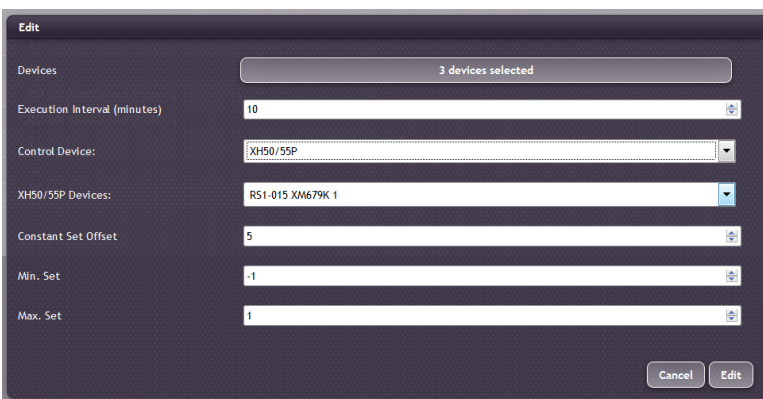 Edit
Devices 3 devices selected
Execution Interval (minutes) 10
Control Device: XH50/55P
XH50/55P Devices: RS1-015 XM679K 1
Constant Set Offset 5
Min. Set -1
Max. Set 1
Cancel Edit